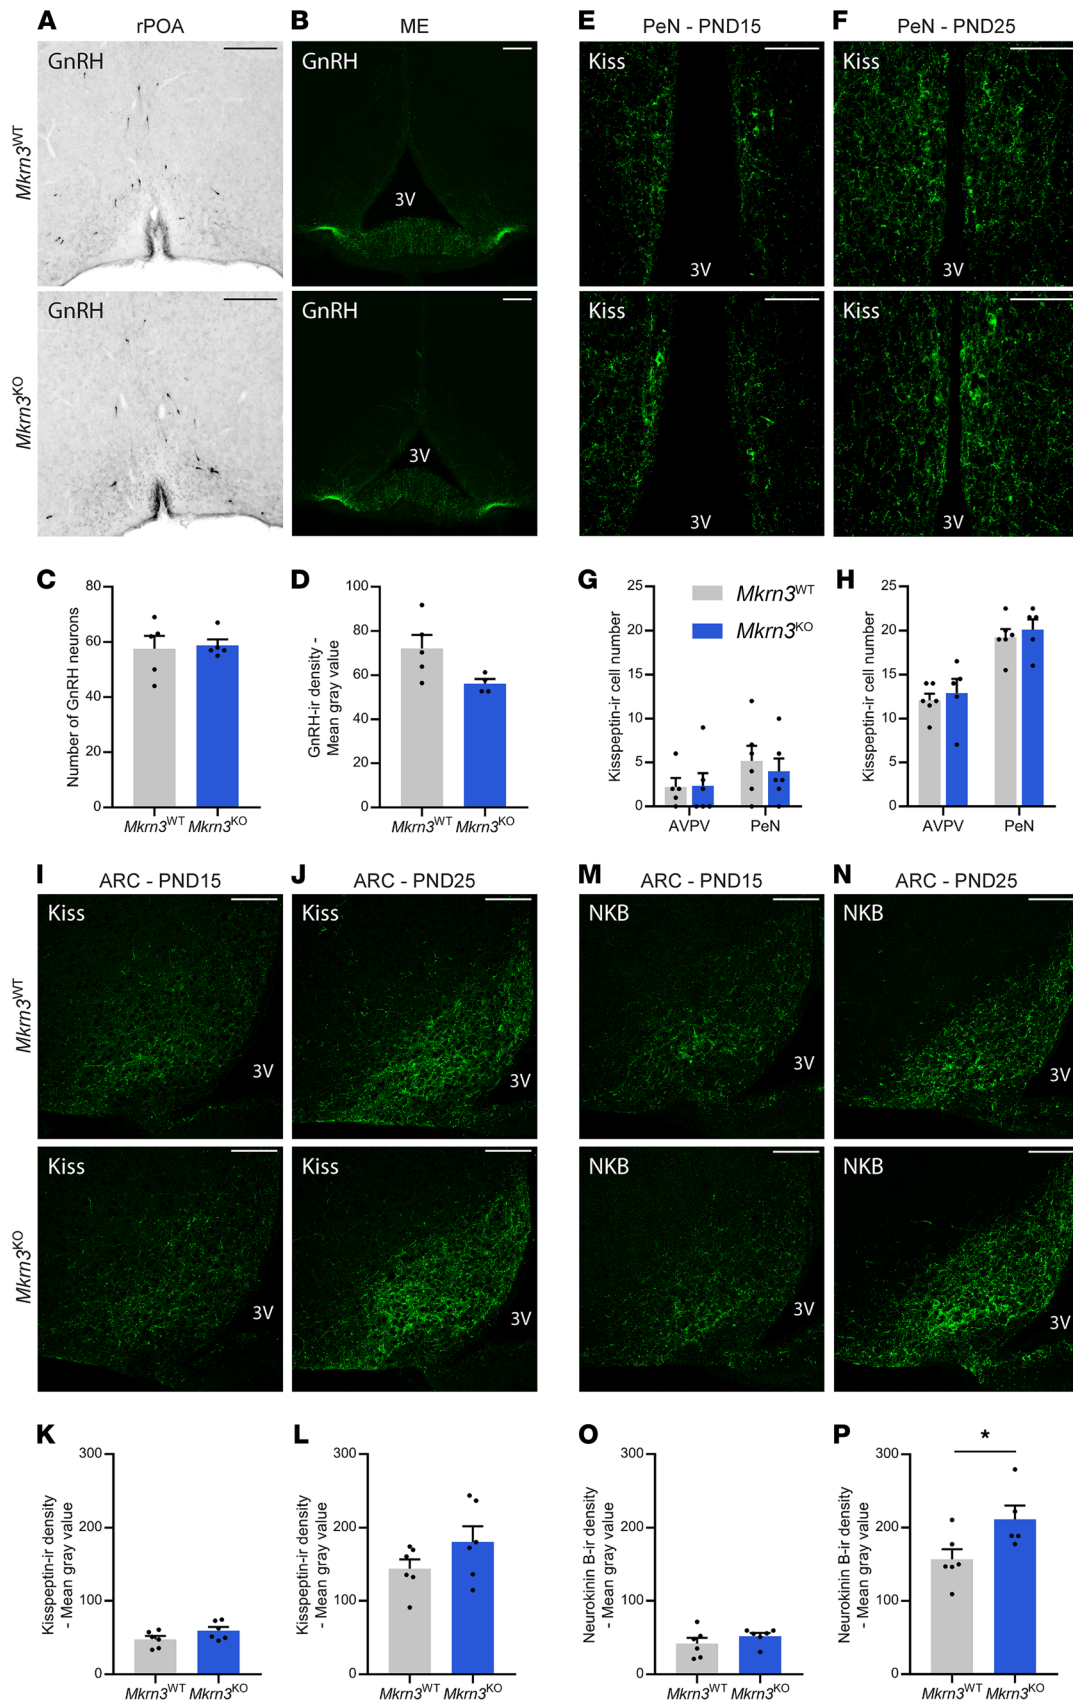 A rPOA
B ME
E PeN - PND15
F PeN - PND25
Mkrn3WT
GnRH
GnRH
3V
Kiss
3V
Kiss
3V
Mkrn3KO
GnRH
GnRH
3V
Kiss
3V
Kiss
3V
C
Number of GnRH neurons
80
60
40
20
0
Mkrn3WT Mkrn3KO
D
GnRH-ir density -
Mean gray value
100
80
60
40
20
0
Mkrn3WT Mkrn3KO
G
Kisspeptin-ir cell number
25
20
15
10
5
0
AVPV PeN
Mkrn3WT
Mkrn3KO
H
Kisspeptin-ir cell number
25
20
15
10
5
0
AVPV PeN
I ARC - PND15
J ARC - PND25
M ARC - PND15
N ARC - PND25
Mkrn3WT
Kiss
3V
Kiss
3V
NKB
3V
NKB
3V
Mkrn3KO
Kiss
3V
Kiss
3V
NKB
3V
NKB
3V
K
Kisspeptin-ir density
- Mean gray value
300
200
100
0
Mkrn3WT Mkrn3KO
L
Kisspeptin-ir density
- Mean gray value
300
200
100
0
Mkrn3WT Mkrn3KO
O
Neurokinin B-ir density
- Mean gray value
300
200
100
0
Mkrn3WT Mkrn3KO
P
Neurokinin B-ir density
- Mean gray value
300
200
100
0
*
Mkrn3WT Mkrn3KO